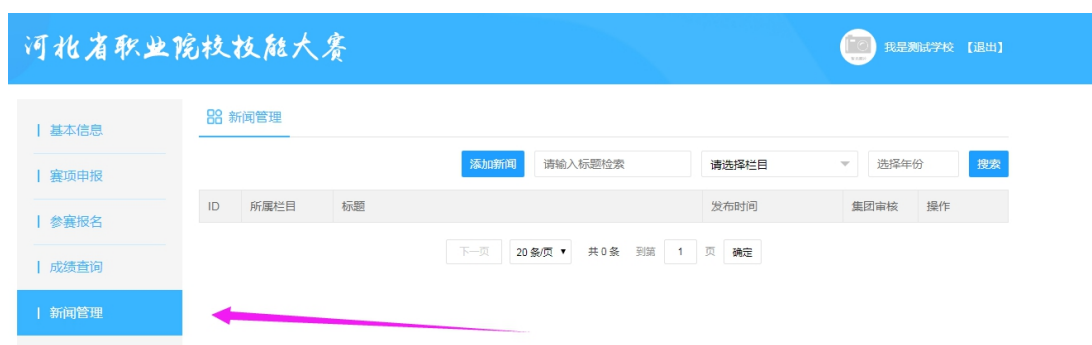 河北省职业院校技能大赛
我是测试学校 【退出】
基本信息
赛项申报
参赛报名
成绩查询
新闻管理
新闻管理
添加新闻 请输入标题检索 请选择栏目 选择年份 搜索
ID 所属栏目 标题 发布时间 集团审核 操作
下一页 20 条/页 共 0 条 到第 1 页 确定